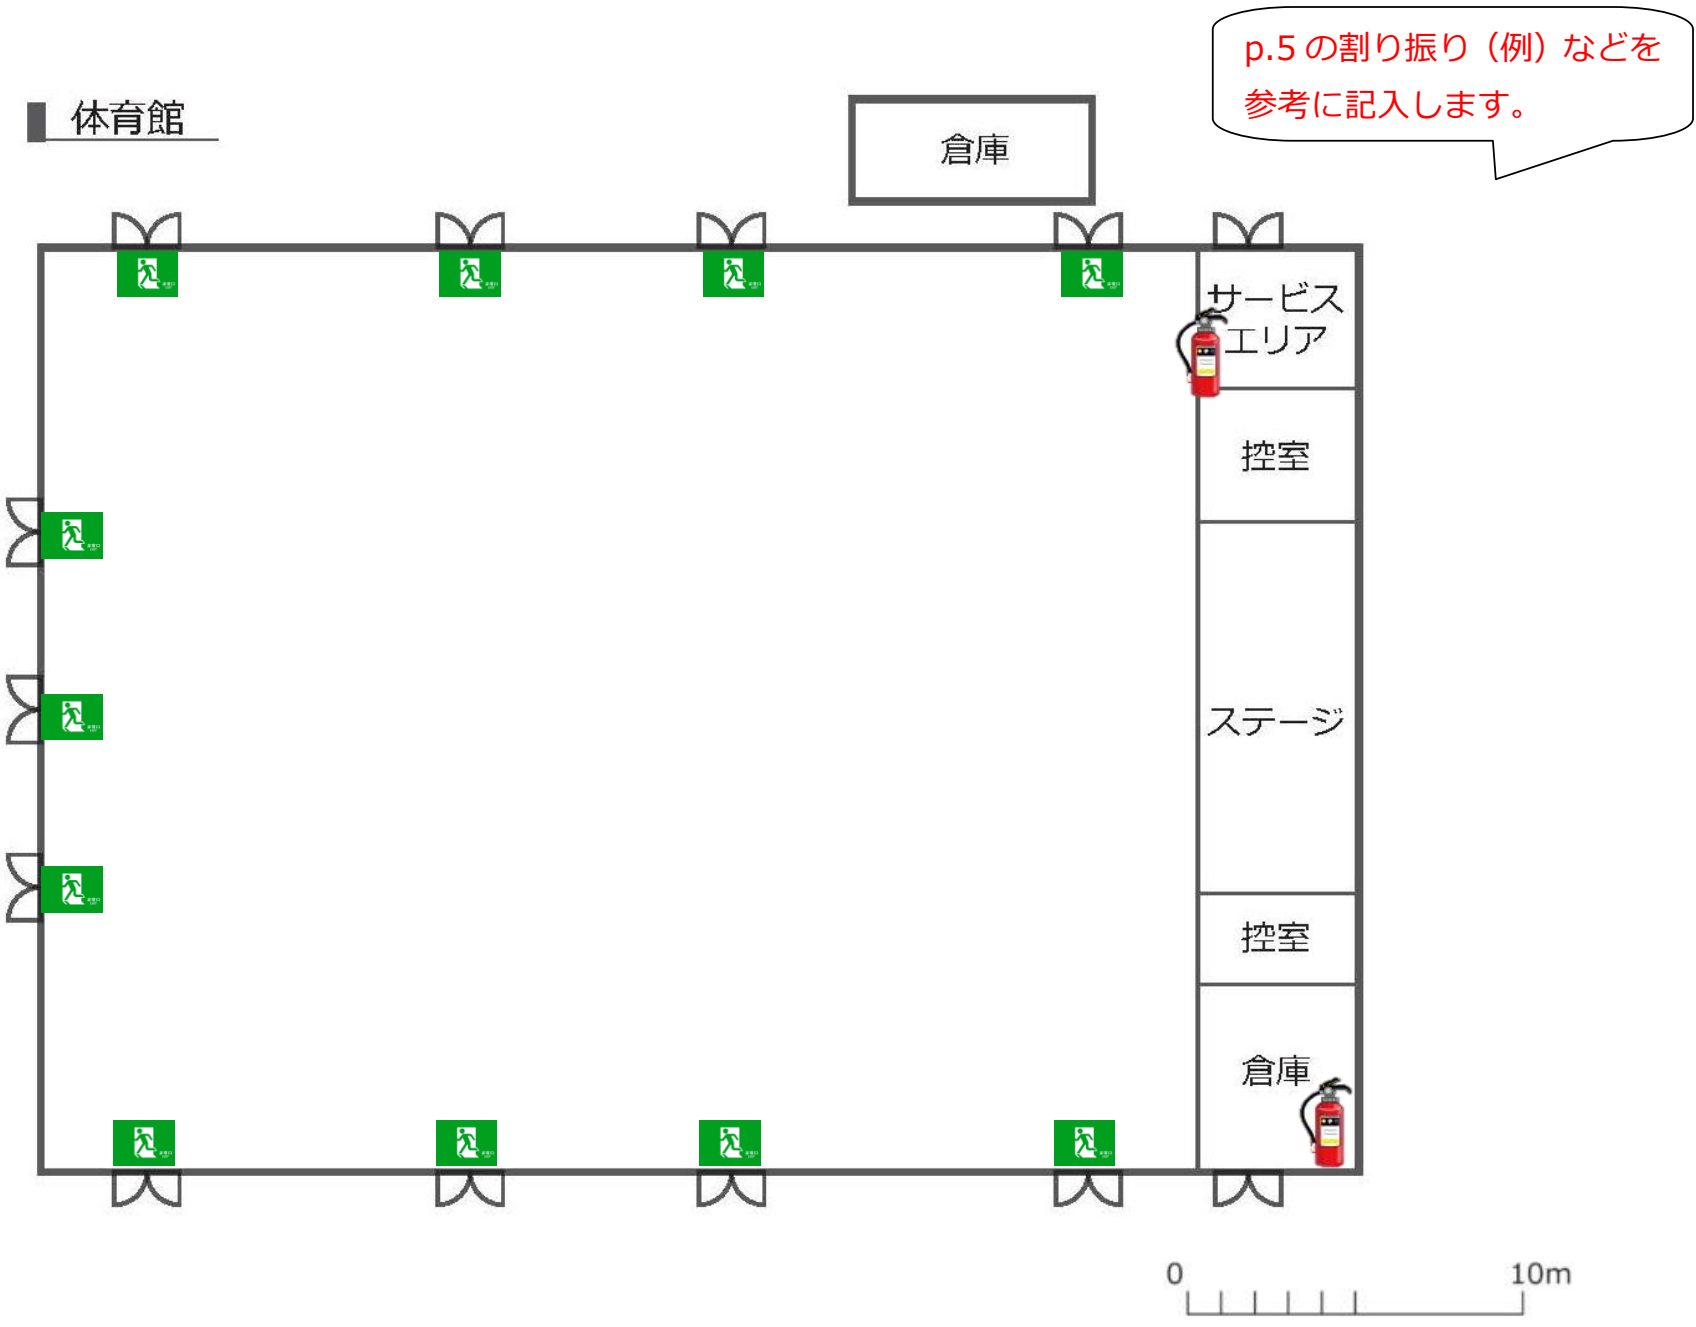 p.5 の割り振り（例）などを
参考に記入します。
体育館
倉庫
サービス
エリア
控室
ステージ
控室
倉庫
0
10m